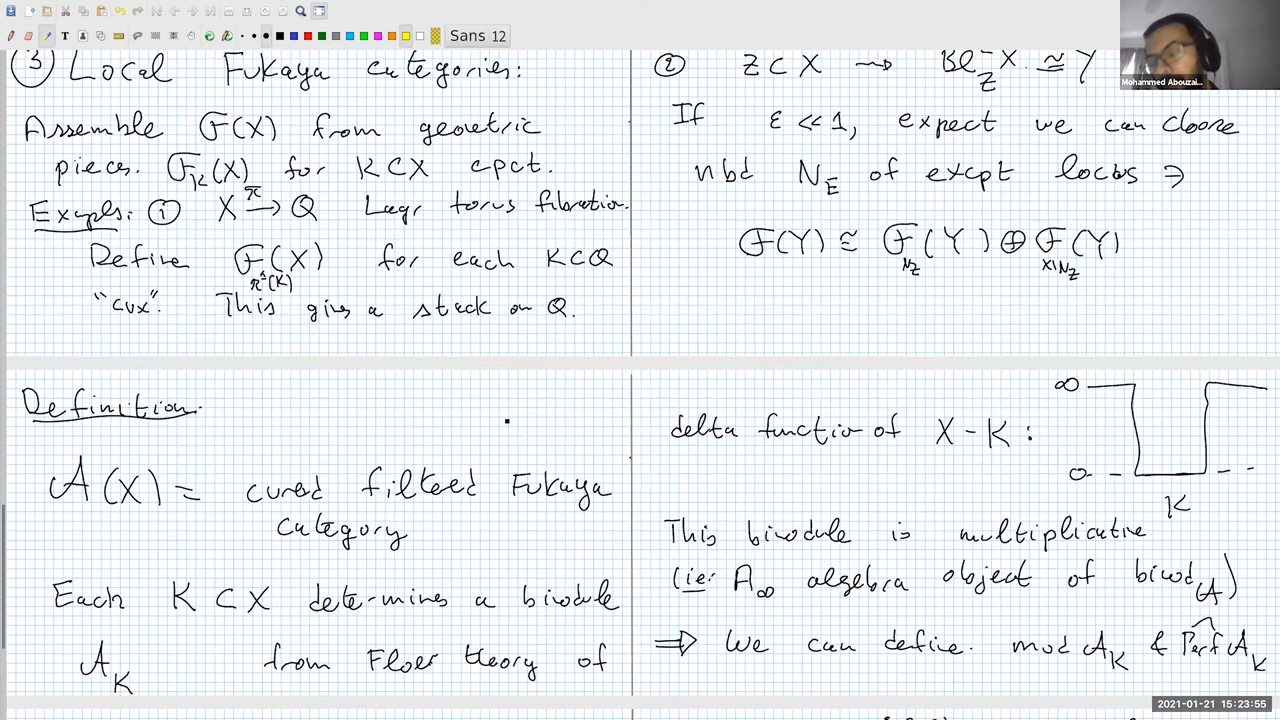 Sans 12
Mohammed Abouzai...
③ Local Fukaya categories:
Assemble F(X) from geometric
pieces. F_K(X) for K⊂X cpct.
Exampls: ① X →^π Q Lagr torus fibration.
Define F_{π^{-1}(K)}(X) for each K⊂Q
"cvx". This gives a stack on Q.
② Z⊂X ⇝ Bl_Z X ≅ Y
If ε ≪ 1, expect we can choose
nbd N_E of excpt locus ∋
F(Y) ≅ F_{N_Z}(Y) ⊕ F_{X\N_Z}(Y)
Definition.
A(X) = curved filtered Fukaya
category
Each K⊂X determines a bimodule
A_K from Floer theory of
delta function of X-K:
∞
0
K
This bimodule is multiplicative
(ie: A∞ algebra object of bimod(A))
⇒ We can define. mod A_K & Perf A_K
2021-01-21 15:23:55